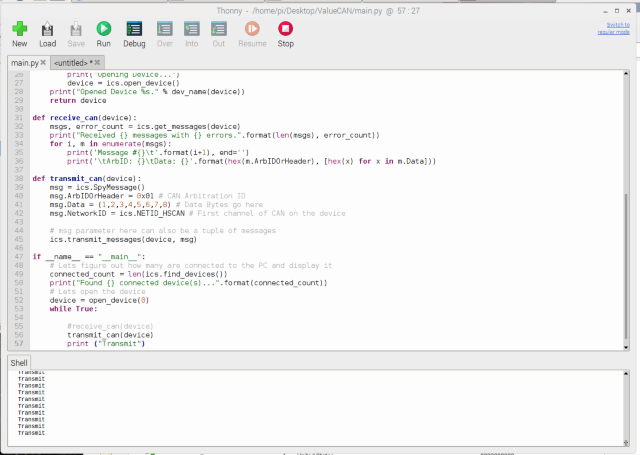 Thonny - /home/pi/Desktop/ValueCAN/main.py @ 57 : 27
New Load Save Run Debug Over Into Out Resume Stop
Switch to
regular mode
main.py <untitled> *
26 print("Opening Device...")
27 device = ics.open_device()
28 print("Opened Device %s." % dev_name(device))
29 return device
30
31 def receive_can(device):
32 msgs, error_count = ics.get_messages(device)
33 print("Received {} messages with {} errors.".format(len(msgs), error_count))
34 for i, m in enumerate(msgs):
35 print('Message #{}\t'.format(i+1), end='')
36 print('\tArbID: {}\tData: {}'.format(hex(m.ArbIDOrHeader), [hex(x) for x in m.Data]))
37
38 def transmit_can(device):
39 msg = ics.SpyMessage()
40 msg.ArbIDOrHeader = 0x01 # CAN Arbitration ID
41 msg.Data = (1,2,3,4,5,6,7,8) # Data Bytes go here
42 msg.NetworkID = ics.NETID_HSCAN # First channel of CAN on the device
43
44 # msg parameter here can also be a tuple of messages
45 ics.transmit_messages(device, msg)
46
47 if __name__ == "__main__":
48 # Lets figure out how many are connected to the PC and display it
49 connected_count = len(ics.find_devices())
50 print("Found {} connected device(s)...".format(connected_count))
51 # Lets open the device
52 device = open_device(0)
53 while True:
54
55 #receive_can(device)
56 transmit_can(device)
57 print ("Transmit")
Shell
Transmit
Transmit
Transmit
Transmit
Transmit
Transmit
Transmit
Transmit
Transmit
Transmit